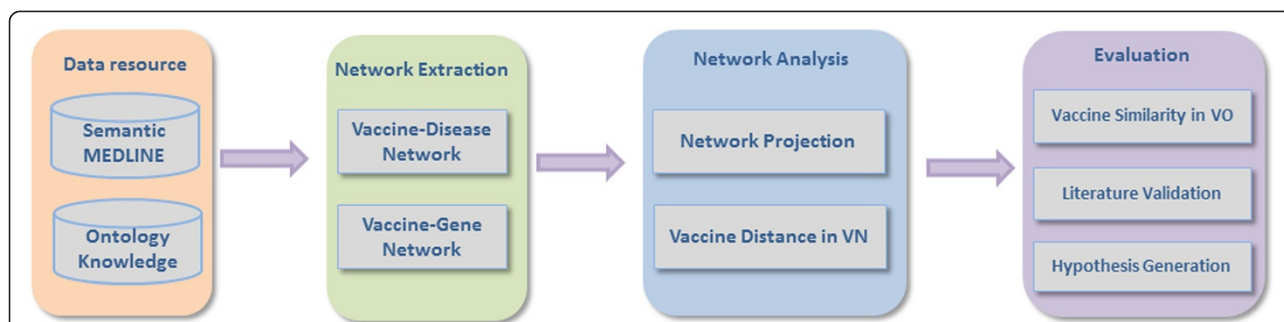 Data resource
Semantic
MEDLINE
Ontology
Knowledge
Network Extraction
Vaccine-Disease
Network
Vaccine-Gene
Network
Network Analysis
Network Projection
Vaccine Distance in VN
Evaluation
Vaccine Similarity in VO
Literature Validation
Hypothesis Generation